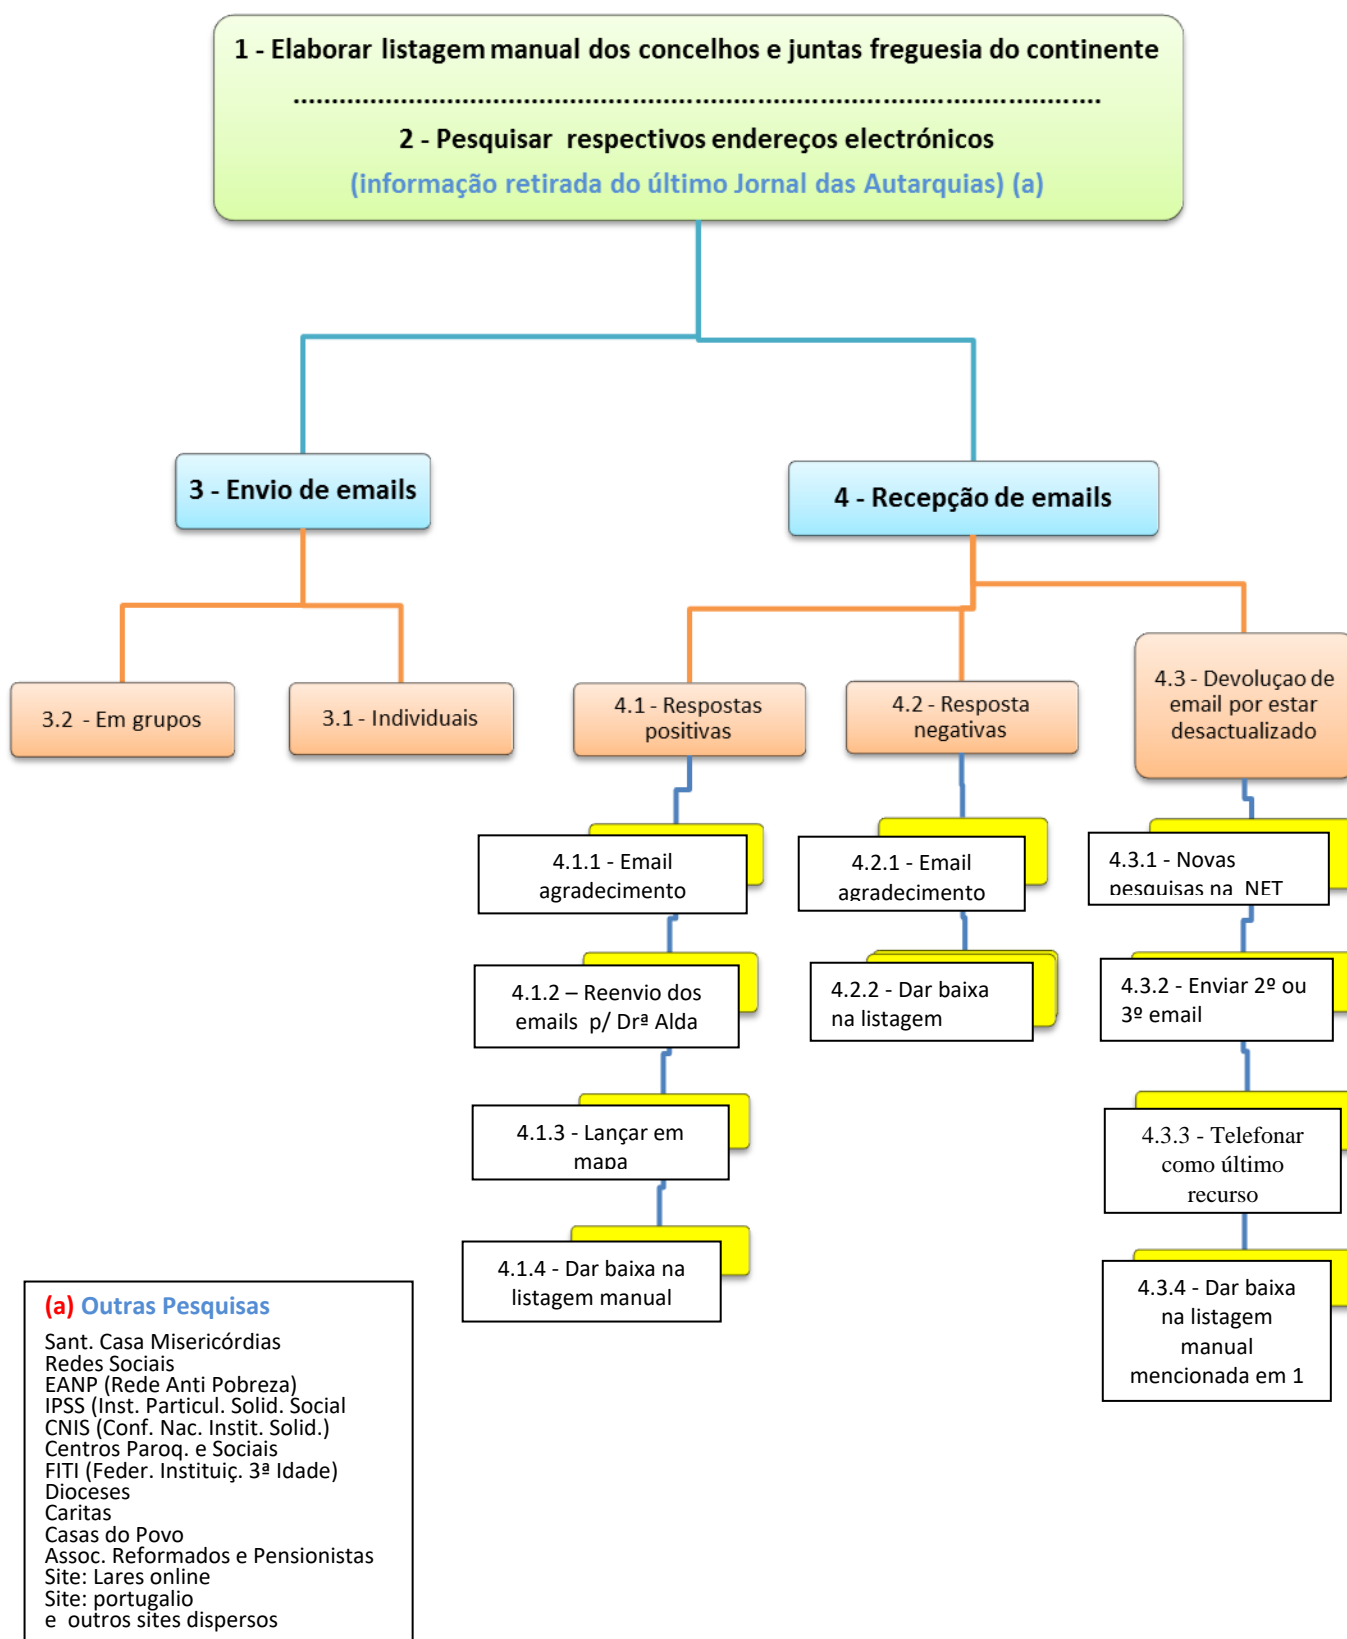 1 - Elaborar listagem manual dos concelhos e juntas freguesia do continente
..........................................................................................................
2 - Pesquisar respectivos endereços electrónicos
(informação retirada do último Jornal das Autarquias) (a)
3 - Envio de emails
4 - Recepção de emails
3.2 - Em grupos
3.1 - Individuais
4.1 - Respostas
positivas
4.2 - Resposta
negativas
4.3 - Devoluçao de
email por estar
desactualizado
4.1.1 - Email
agradecimento
4.2.1 - Email
agradecimento
4.3.1 - Novas
pesquisas na NET
4.1.2 – Reenvio dos
emails p/ Drª Alda
4.2.2 - Dar baixa
na listagem
4.3.2 - Enviar 2º ou
3º email
4.1.3 - Lançar em
mapa
4.3.3 - Telefonar
como último
recurso
4.1.4 - Dar baixa na
listagem manual
4.3.4 - Dar baixa
na listagem
manual
mencionada em 1
(a) Outras Pesquisas
Sant. Casa Misericórdias
Redes Sociais
EANP (Rede Anti Pobreza)
IPSS (Inst. Particul. Solid. Social
CNIS (Conf. Nac. Instit. Solid.)
Centros Paroq. e Sociais
FITI (Feder. Instituiç. 3ª Idade)
Dioceses
Caritas
Casas do Povo
Assoc. Reformados e Pensionistas
Site: Lares online
Site: portugalio
e outros sites dispersos